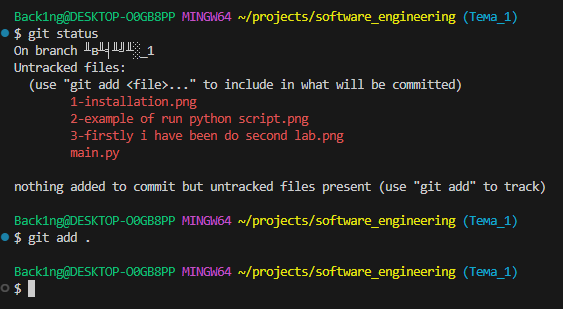 Back1ng@DESKTOP-O0GB8PP MINGW64 ~/projects/software_engineering (Тема_1)
$ git status
On branch ╨в╨╡╨╝╨░_1
Untracked files:
(use "git add <file>..." to include in what will be committed)
1-installation.png
2-example of run python script.png
3-firstly i have been do second lab.png
main.py
nothing added to commit but untracked files present (use "git add" to track)
Back1ng@DESKTOP-O0GB8PP MINGW64 ~/projects/software_engineering (Тема_1)
$ git add .
Back1ng@DESKTOP-O0GB8PP MINGW64 ~/projects/software_engineering (Тема_1)
$